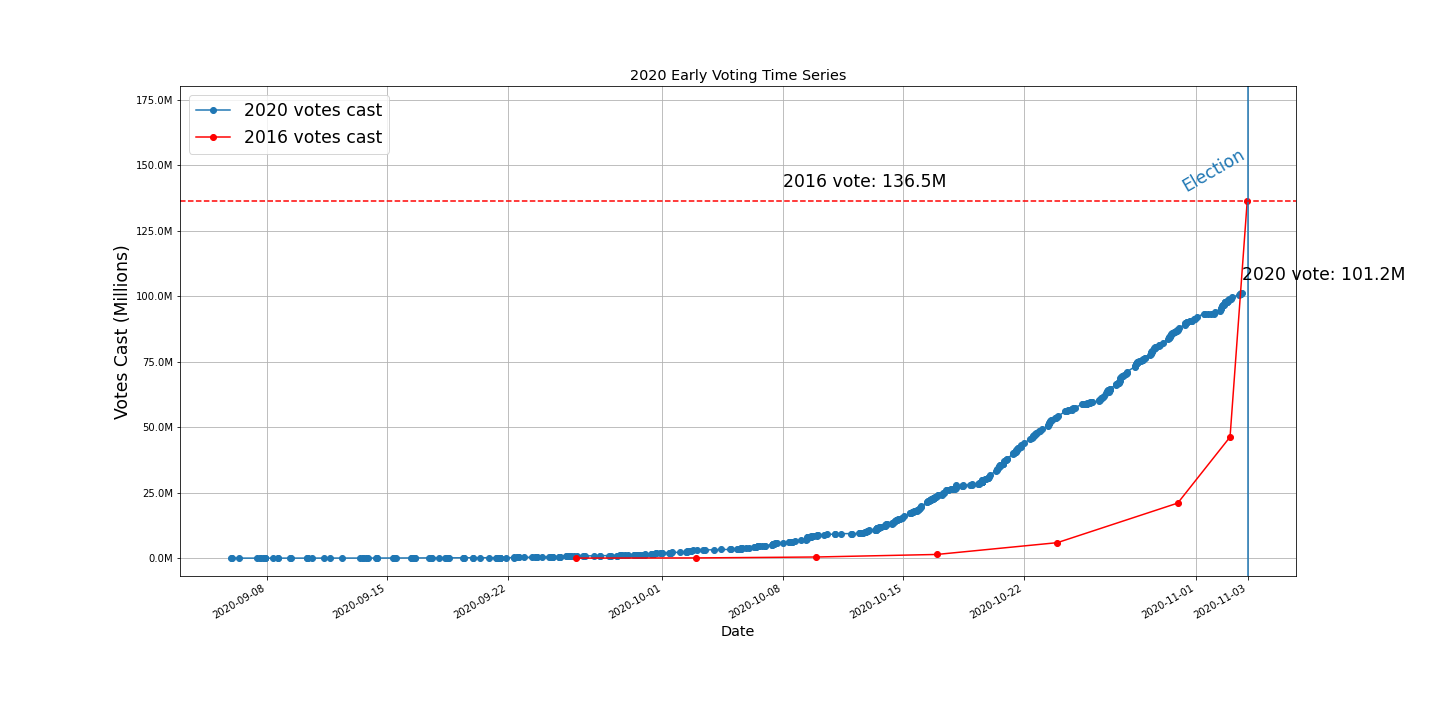 2020 Early Voting Time Series
175.0M
150.0M
125.0M
100.0M
75.0M
50.0M
25.0M
0.0M
Votes Cast (Millions)
2020 votes cast
2016 votes cast
2016 vote: 136.5M
Election
2020 vote: 101.2M
2020-09-08
2020-09-15
2020-09-22
2020-10-01
2020-10-08
2020-10-15
2020-10-22
2020-11-01
2020-11-03
Date